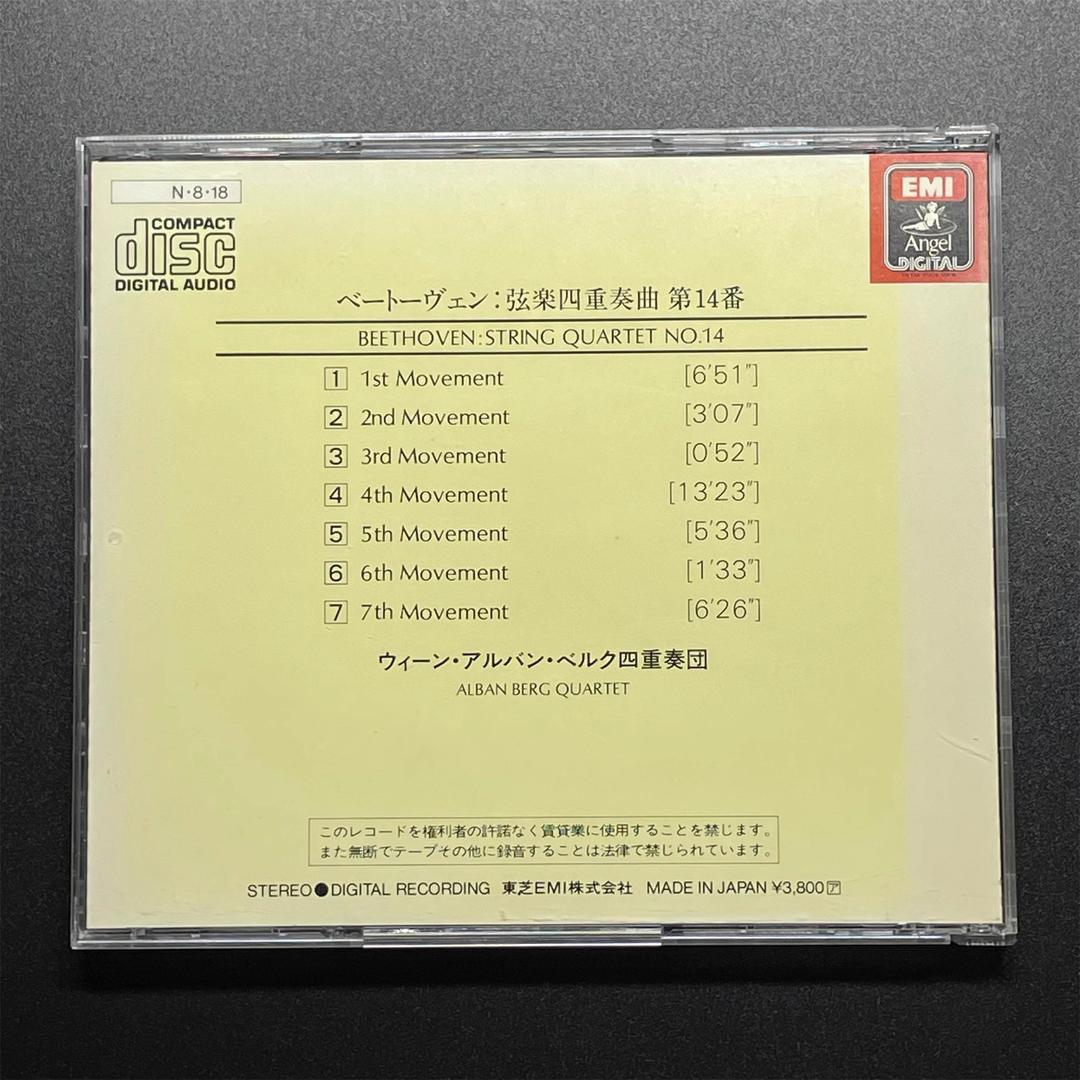 N・8・18
COMPACT
disc
DIGITAL AUDIO
EMI
Angel
DIGITAL
ベートーヴェン：弦楽四重奏曲 第14番
BEETHOVEN：STRING QUARTET NO.14
1 1st Movement [6′51″]
2 2nd Movement [3′07″]
3 3rd Movement [0′52″]
4 4th Movement [13′23″]
5 5th Movement [5′36″]
6 6th Movement [1′33″]
7 7th Movement [6′26″]
ウィーン・アルバン・ベルク四重奏団
ALBAN BERG QUARTET
このレコードを権利者の許諾なく賃貸業に使用することを禁じます。
また無断でテープその他に録音することは法律で禁じられています。
STEREO●DIGITAL RECORDING 東芝EMI株式会社 MADE IN JAPAN ¥3,800ア